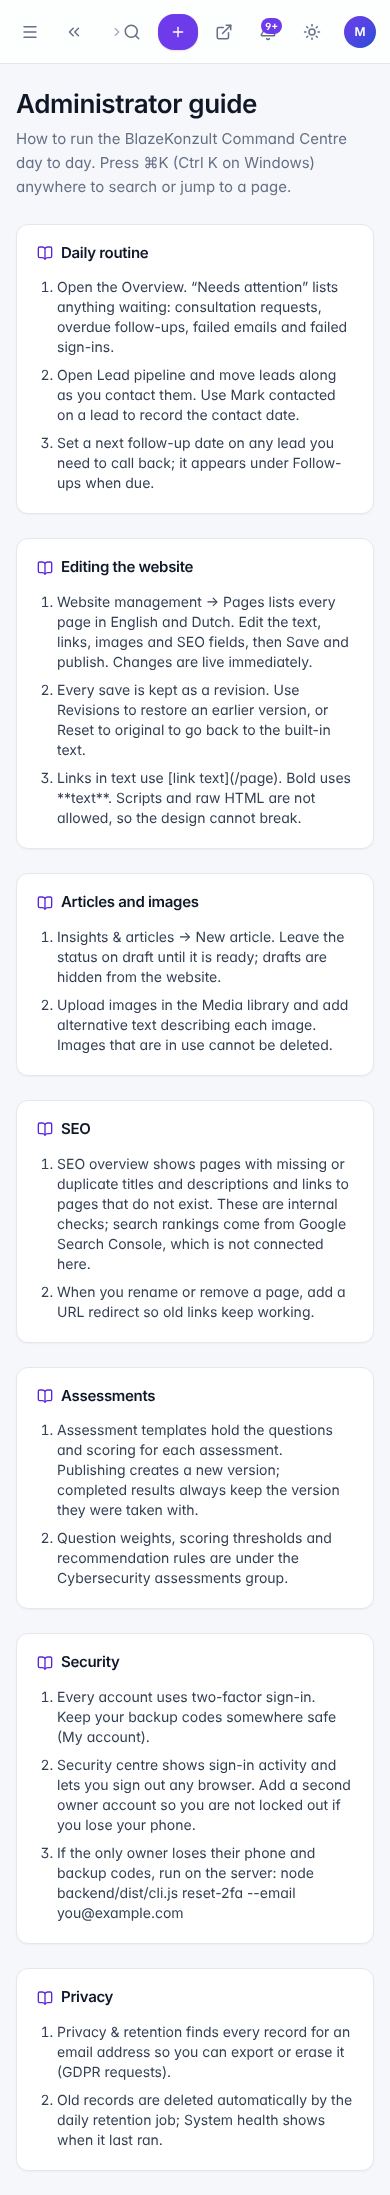 9+
M
Administrator guide
How to run the BlazeKonzult Command Centre
day to day. Press ⌘K (Ctrl K on Windows)
anywhere to search or jump to a page.
Daily routine
1. Open the Overview. “Needs attention” lists
anything waiting: consultation requests,
overdue follow-ups, failed emails and failed
sign-ins.
2. Open Lead pipeline and move leads along
as you contact them. Use Mark contacted
on a lead to record the contact date.
3. Set a next follow-up date on any lead you
need to call back; it appears under Follow-
ups when due.
Editing the website
1. Website management → Pages lists every
page in English and Dutch. Edit the text,
links, images and SEO fields, then Save and
publish. Changes are live immediately.
2. Every save is kept as a revision. Use
Revisions to restore an earlier version, or
Reset to original to go back to the built-in
text.
3. Links in text use [link text](/page). Bold uses
**text**. Scripts and raw HTML are not
allowed, so the design cannot break.
Articles and images
1. Insights & articles → New article. Leave the
status on draft until it is ready; drafts are
hidden from the website.
2. Upload images in the Media library and add
alternative text describing each image.
Images that are in use cannot be deleted.
SEO
1. SEO overview shows pages with missing or
duplicate titles and descriptions and links to
pages that do not exist. These are internal
checks; search rankings come from Google
Search Console, which is not connected
here.
2. When you rename or remove a page, add a
URL redirect so old links keep working.
Assessments
1. Assessment templates hold the questions
and scoring for each assessment.
Publishing creates a new version;
completed results always keep the version
they were taken with.
2. Question weights, scoring thresholds and
recommendation rules are under the
Cybersecurity assessments group.
Security
1. Every account uses two-factor sign-in.
Keep your backup codes somewhere safe
(My account).
2. Security centre shows sign-in activity and
lets you sign out any browser. Add a second
owner account so you are not locked out if
you lose your phone.
3. If the only owner loses their phone and
backup codes, run on the server: node
backend/dist/cli.js reset-2fa --email
you@example.com
Privacy
1. Privacy & retention finds every record for an
email address so you can export or erase it
(GDPR requests).
2. Old records are deleted automatically by the
daily retention job; System health shows
when it last ran.